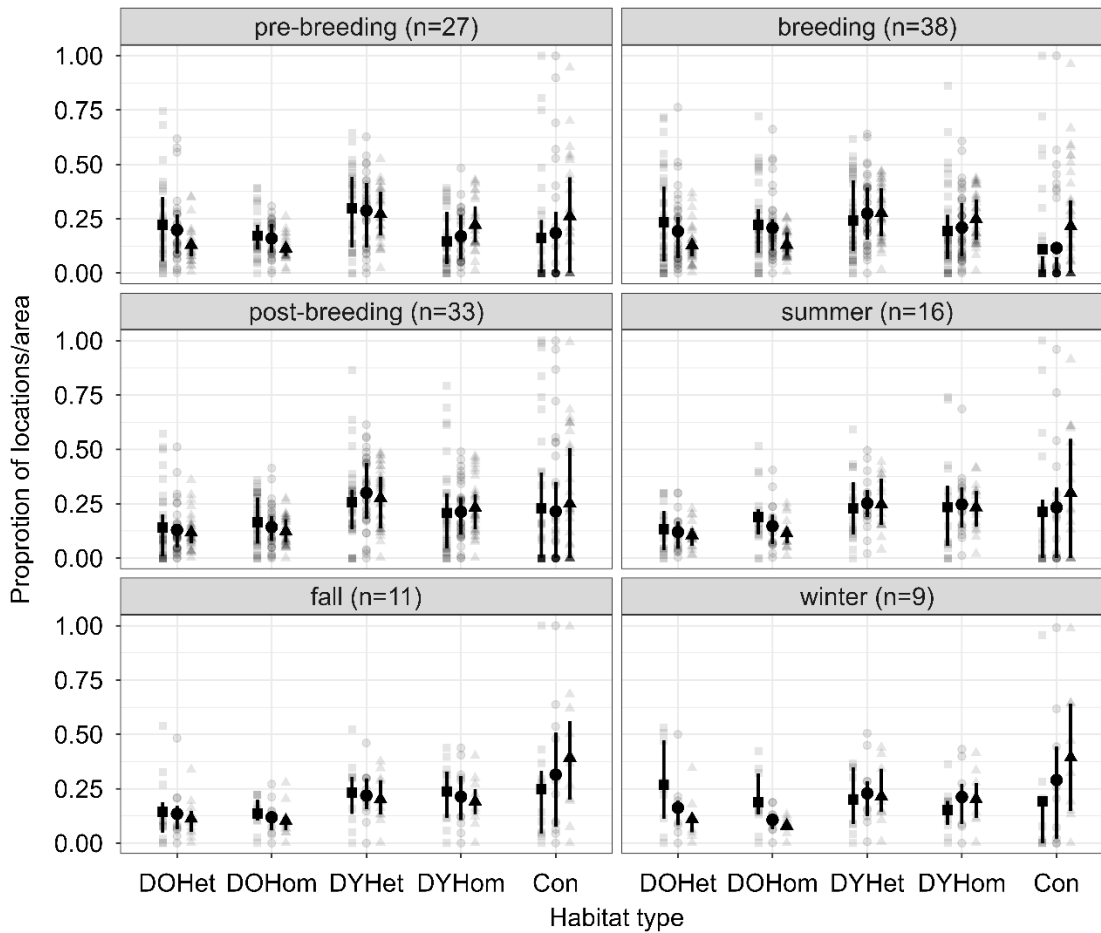 pre-breeding (n=27) breeding (n=38)
1.00
0.75
0.50
0.25
0.00
post-breeding (n=33) summer (n=16)
1.00
0.75
0.50
0.25
0.00
fall (n=11) winter (n=9)
1.00
0.75
0.50
0.25
0.00
Proprotion of locations/area
DOHet DOHom DYHet DYHom Con DOHet DOHom DYHet DYHom Con
Habitat type